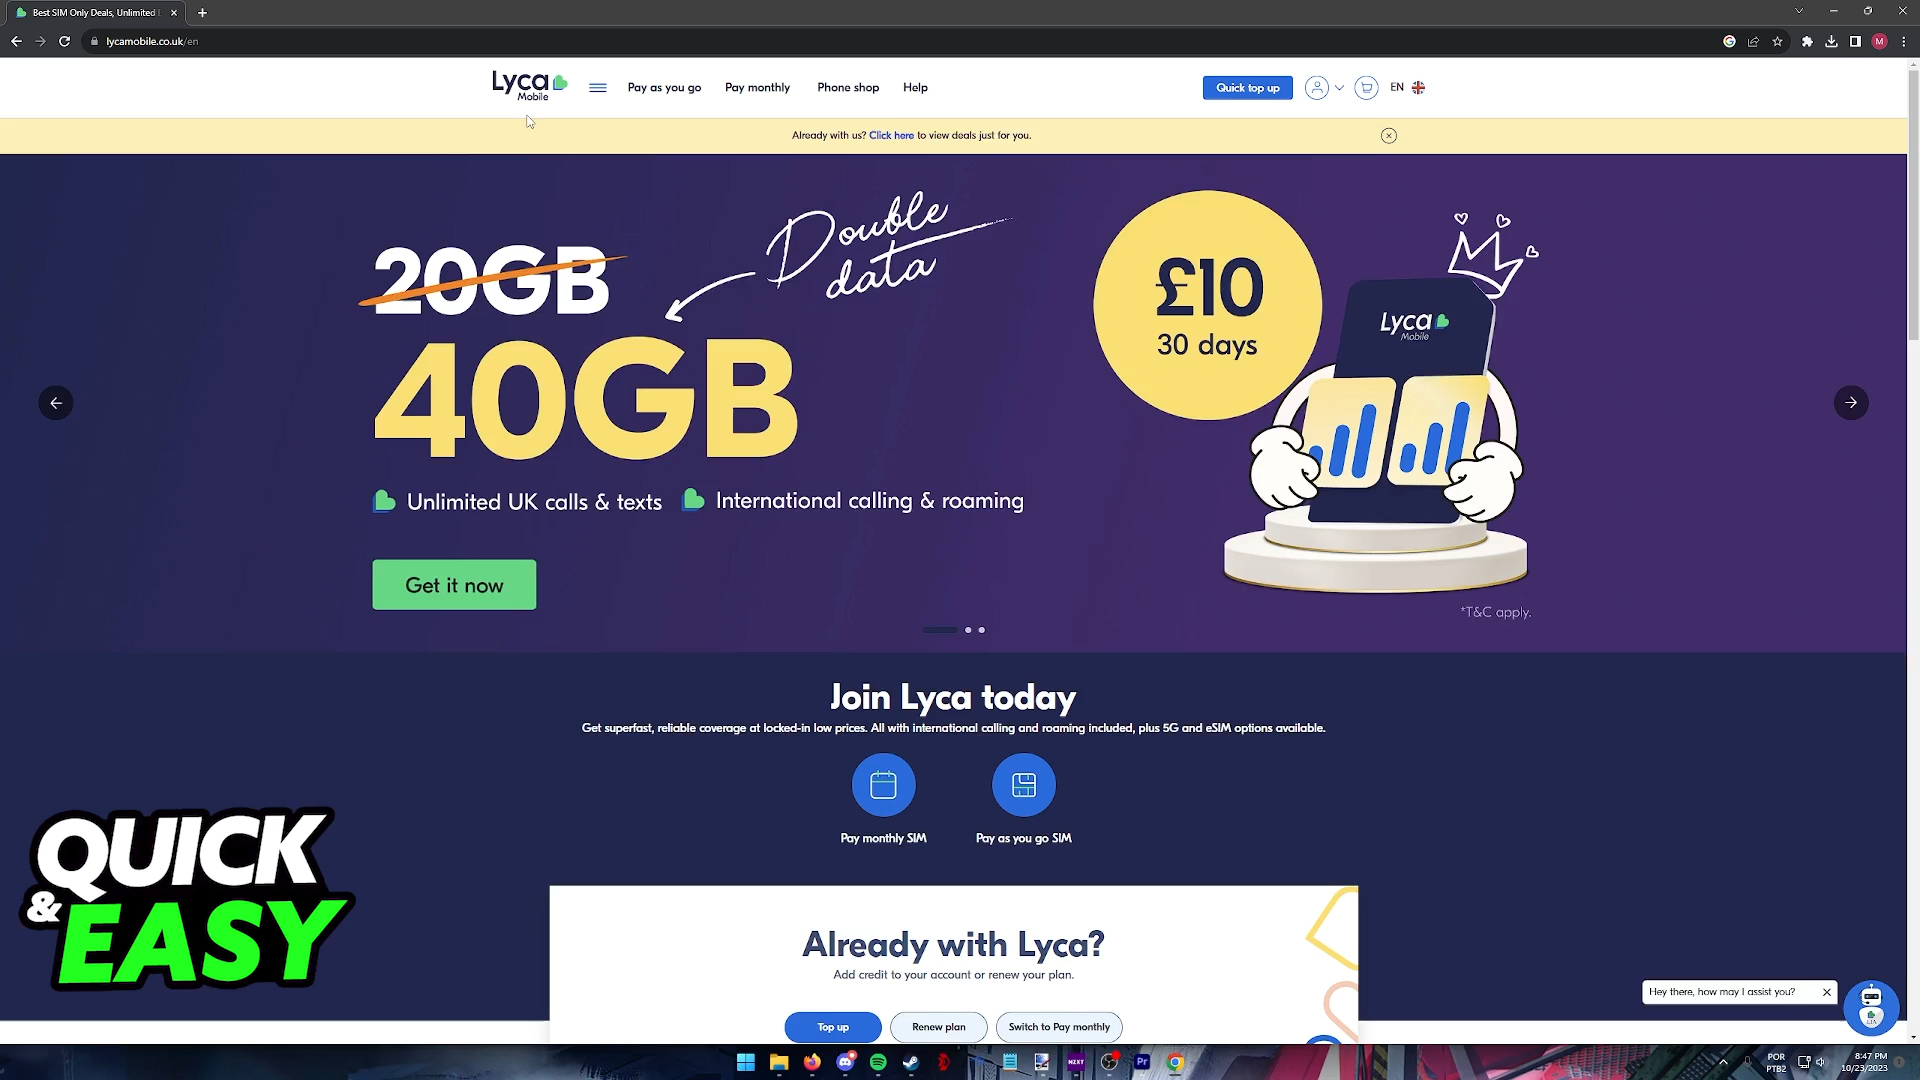 Best SIM Only Deals, Unlimited
lycamobile.co.uk/en
M
Lyca
Mobile
Pay as you go
Pay monthly
Phone shop
Help
Quick top up
EN
Already with us? Click here to view deals just for you.
20GB
Double
data
40GB
£10
30 days
Lyca
Mobile
Unlimited UK calls & texts
International calling & roaming
Get it now
*T&C apply.
Join Lyca today
Get superfast, reliable coverage at locked-in low prices. All with international calling and roaming included, plus 5G and eSIM options available.
Pay monthly SIM
Pay as you go SIM
QUICK
& EASY
Already with Lyca?
Add credit to your account or renew your plan.
Top up
Renew plan
Switch to Pay monthly
Hey there, how may I assist you?
NZXT
Pr
POR
PTB2
8:47 PM
10/23/2023